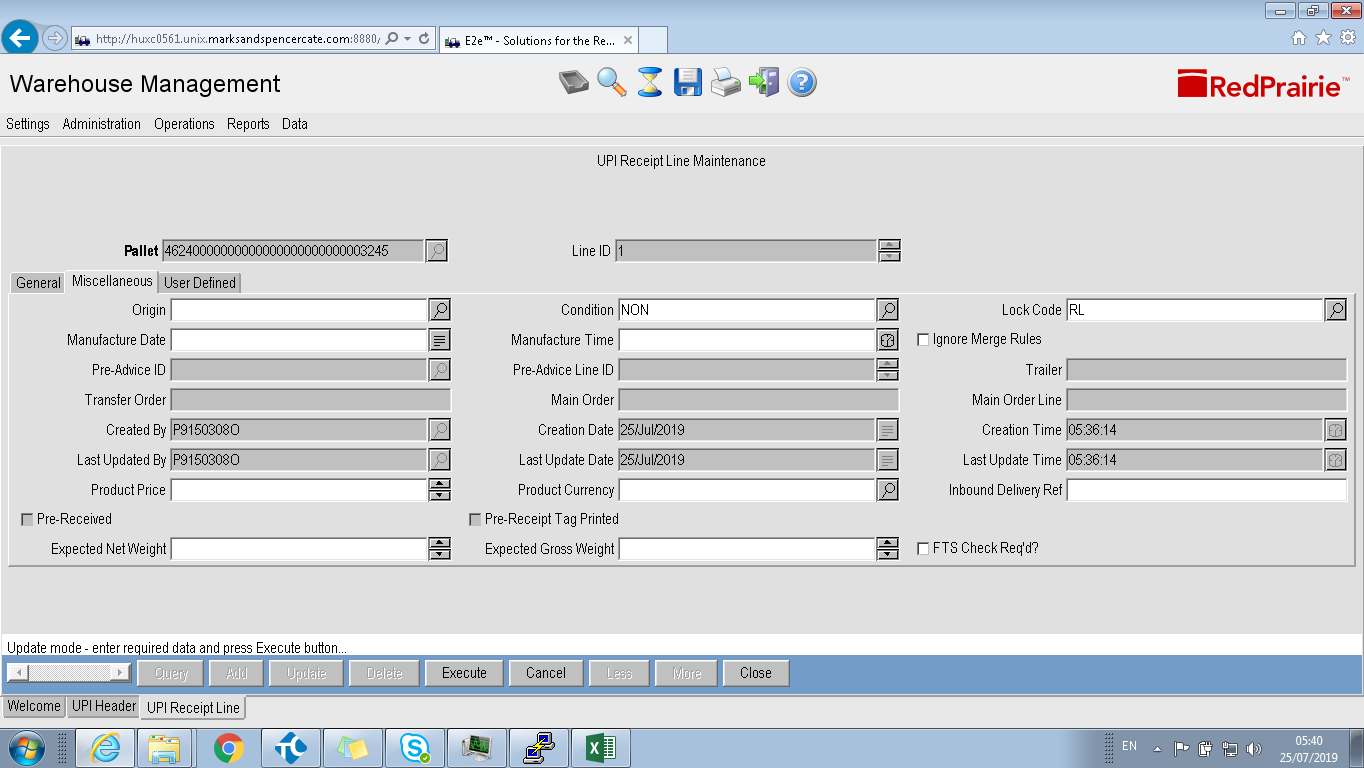 http://huxc0561.unix.marksandspencercate.com:8880/
E2e™ - Solutions for the Re...
Warehouse Management
RedPrairie™
Settings Administration Operations Reports Data
UPI Receipt Line Maintenance
Pallet 46240000000000000000000000003245 Line ID 1
General Miscellaneous User Defined
Origin Condition NON Lock Code RL
Manufacture Date Manufacture Time Ignore Merge Rules
Pre-Advice ID Pre-Advice Line ID Trailer
Transfer Order Main Order Main Order Line
Created By P9150308O Creation Date 25/Jul/2019 Creation Time 05:36:14
Last Updated By P9150308O Last Update Date 25/Jul/2019 Last Update Time 05:36:14
Product Price Product Currency Inbound Delivery Ref
Pre-Received Pre-Receipt Tag Printed
Expected Net Weight Expected Gross Weight FTS Check Req'd?
Update mode - enter required data and press Execute button...
Query Add Update Delete Execute Cancel Less More Close
Welcome UPI Header UPI Receipt Line
EN 05:40
25/07/2019